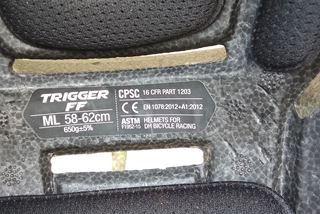 TRIGGER
FF
ML 58-62cm
650g±5%
CPSC 16 CFR PART 1203
CE EN 1078:2012+A1:2012
ASTM HELMETS FOR
F1952-15 DH BICYCLE RACING